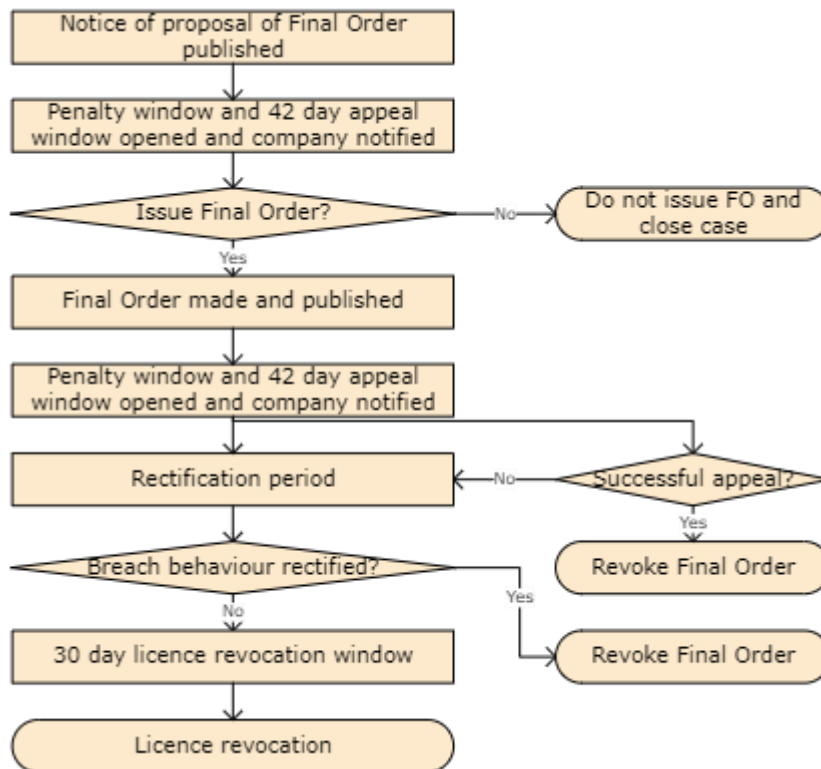 Notice of proposal of Final Order
published
Penalty window and 42 day appeal
window opened and company notified
Issue Final Order?
No
Do not issue FO and
close case
Yes
Final Order made and published
Penalty window and 42 day appeal
window opened and company notified
Rectification period
No
Successful appeal?
Yes
Revoke Final Order
Breach behaviour rectified?
Yes
No
30 day licence revocation window
Revoke Final Order
Licence revocation